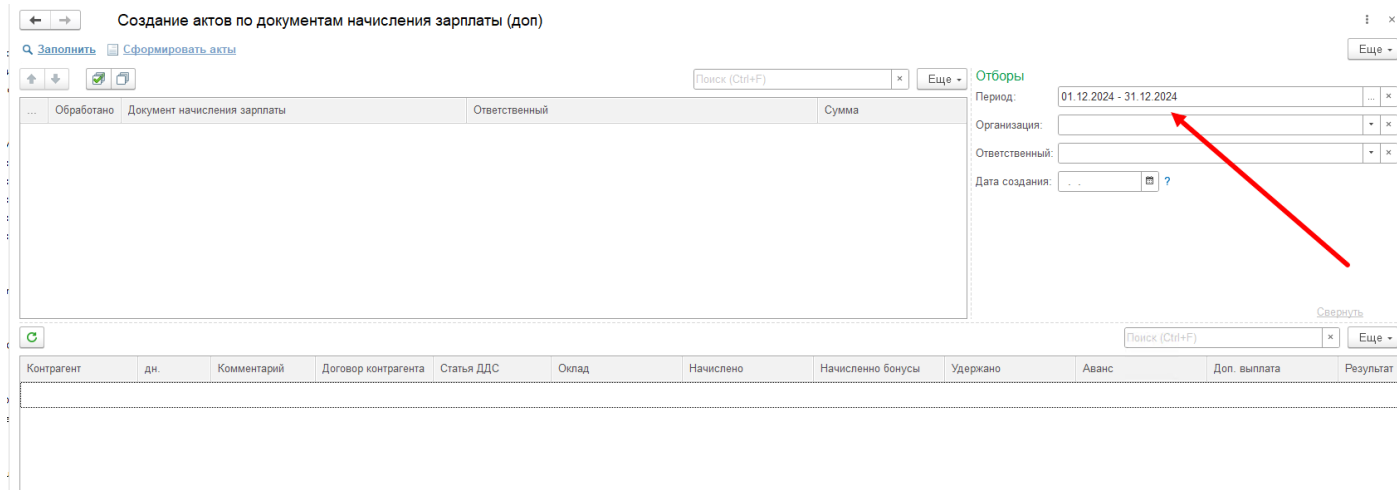 Создание актов по документам начисления зарплаты (доп)
Заполнить Сформировать акты Еще
Поиск (Ctrl+F) × Еще Отборы
... Обработано Документ начисления зарплаты Ответственный Сумма
Период: 01.12.2024 - 31.12.2024 ... ×
Организация: ×
Ответственный: ×
Дата создания: . . ?
Свернуть
Поиск (Ctrl+F) × Еще
Контрагент дн. Комментарий Договор контрагента Статья ДДС Оклад Начислено Начисленно бонусы Удержано Аванс Доп. выплата Результат